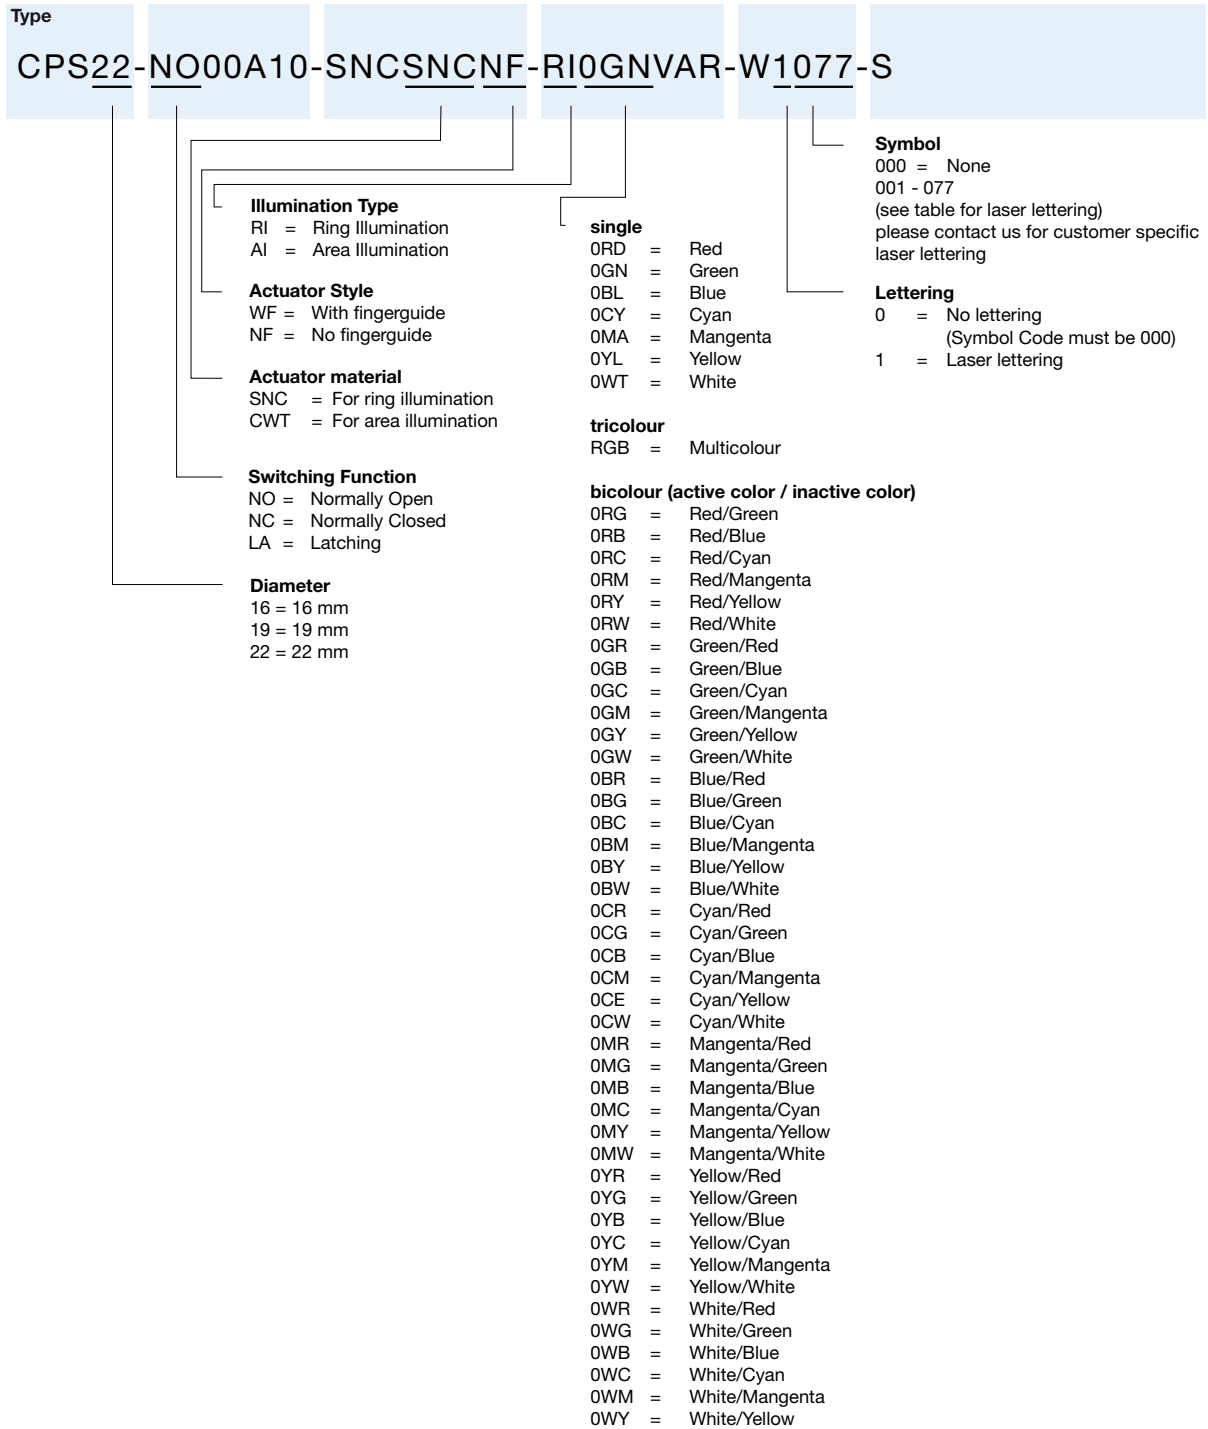 Type
CPS22-NO00A10-SNCSNCNF-RI0GNVAR-W1077-S
Symbol
000 = None
001 - 077
(see table for laser lettering)
please contact us for customer specific
laser lettering
Lettering
0 = No lettering
(Symbol Code must be 000)
1 = Laser lettering
Illumination Type
RI = Ring Illumination
AI = Area Illumination
Actuator Style
WF = With fingerguide
NF = No fingerguide
Actuator material
SNC = For ring illumination
CWT = For area illumination
Switching Function
NO = Normally Open
NC = Normally Closed
LA = Latching
Diameter
16 = 16 mm
19 = 19 mm
22 = 22 mm
single
0RD = Red
0GN = Green
0BL = Blue
0CY = Cyan
0MA = Mangenta
0YL = Yellow
0WT = White
tricolour
RGB = Multicolour
bicolour (active color / inactive color)
0RG = Red/Green
0RB = Red/Blue
0RC = Red/Cyan
0RM = Red/Mangenta
0RY = Red/Yellow
0RW = Red/White
0GR = Green/Red
0GB = Green/Blue
0GC = Green/Cyan
0GM = Green/Mangenta
0GY = Green/Yellow
0GW = Green/White
0BR = Blue/Red
0BG = Blue/Green
0BC = Blue/Cyan
0BM = Blue/Mangenta
0BY = Blue/Yellow
0BW = Blue/White
0CR = Cyan/Red
0CG = Cyan/Green
0CB = Cyan/Blue
0CM = Cyan/Mangenta
0CE = Cyan/Yellow
0CW = Cyan/White
0MR = Mangenta/Red
0MG = Mangenta/Green
0MB = Mangenta/Blue
0MC = Mangenta/Cyan
0MY = Mangenta/Yellow
0MW = Mangenta/White
0YR = Yellow/Red
0YG = Yellow/Green
0YB = Yellow/Blue
0YC = Yellow/Cyan
0YM = Yellow/Mangenta
0YW = Yellow/White
0WR = White/Red
0WG = White/Green
0WB = White/Blue
0WC = White/Cyan
0WM = White/Mangenta
0WY = White/Yellow